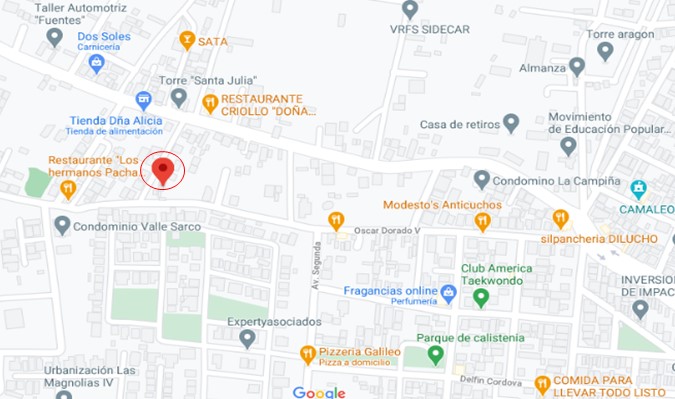 Taller Automotriz
"Fuentes"
VRFS SIDECAR
Torre aragon
Dos Soles
Carnicería
SATA
Almanza
Torre "Santa Julia"
RESTAURANTE
CRIOLLO "DOÑA...
Tienda Dña Alicia
Tienda de alimentación
Casa de retiros
Movimiento
de Educación Popular...
Restaurante "Los
hermanos Pacha...
Condomino La Campiña
Modesto's Anticuchos
CAMALEO
Condominio Valle Sarco
Oscar Dorado V
silpancheria DILUCHO
Av. Segunda
Club America
Taekwondo
Fragancias online
Perfumería
INVERSION
DE IMPAC
Expertyasociados
Parque de calistenia
Pizzeria Galileo
Pizza a domicilio
Urbanización Las
Magnolias IV
Google
Delfin Cordova
COMIDA PARA
LLEVAR TODO LISTO